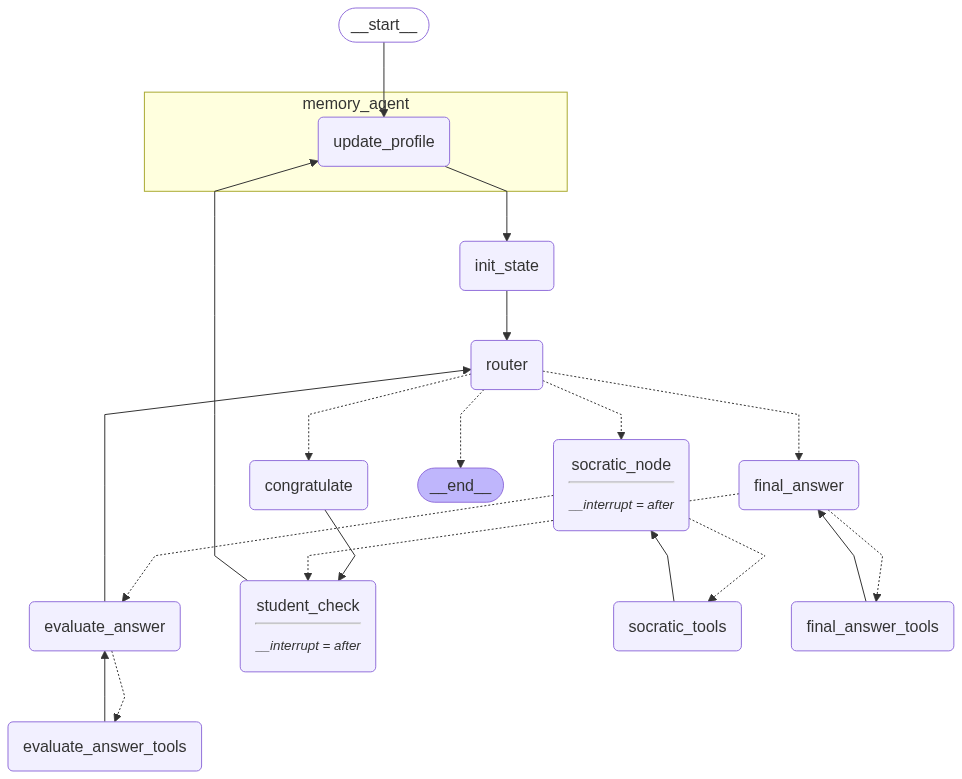 __start__
memory_agent
update_profile
init_state
router
congratulate
__end__
socratic_node
__interrupt = after
final_answer
evaluate_answer
student_check
__interrupt = after
socratic_tools
final_answer_tools
evaluate_answer_tools